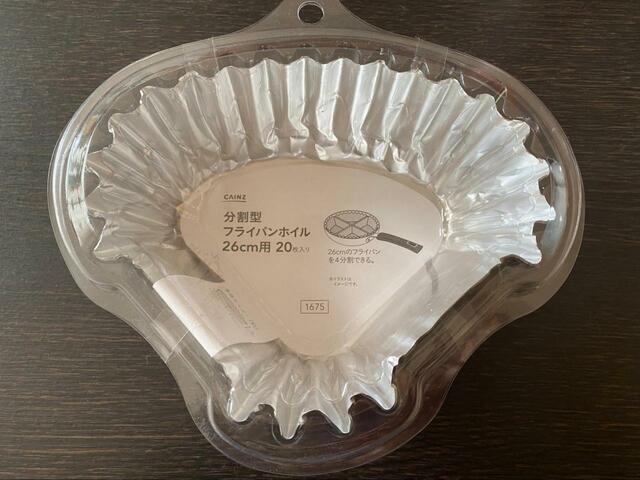 CAINZ
分割型
フライパンホイル
26cm用 20枚入り
26cmのフライパン
を4分割できる。
※イラストは
イメージです。
1675